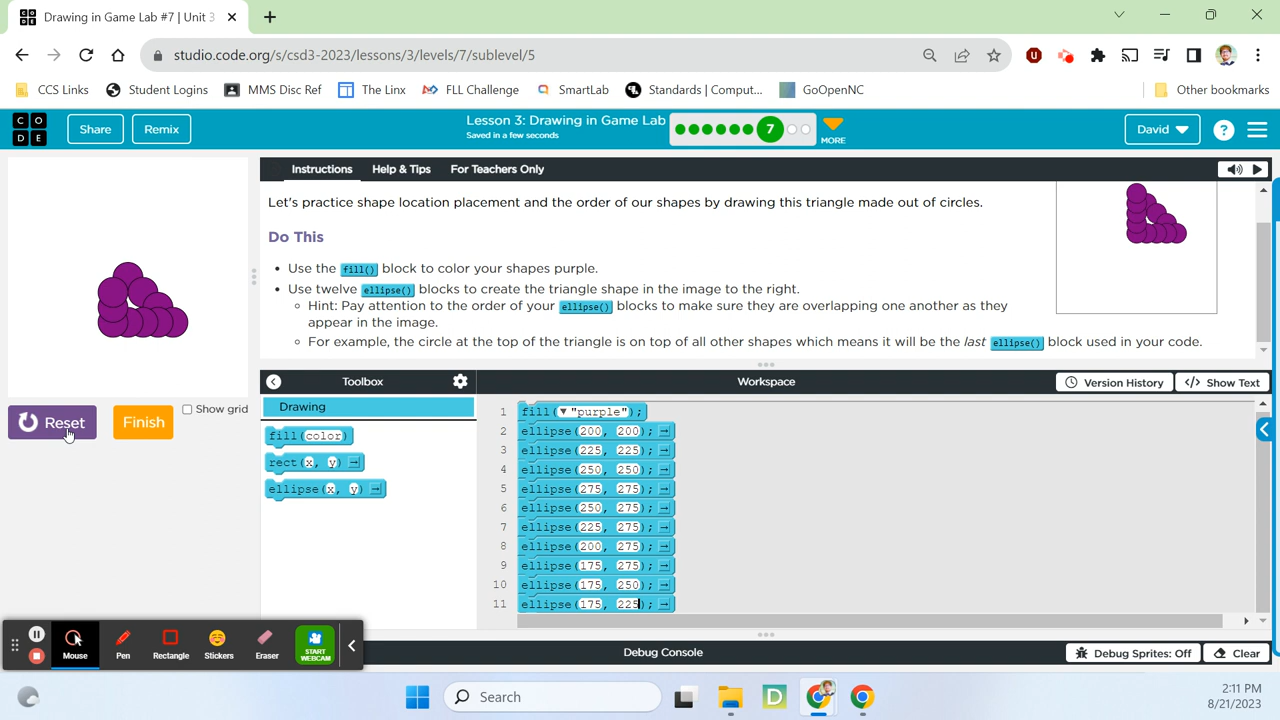 Drawing in Game Lab #7 | Unit 3
studio.code.org/s/csd3-2023/lessons/3/levels/7/sublevel/5
CCS Links
Student Logins
MMS Disc Ref
The Linx
FLL Challenge
SmartLab
Standards | Comput...
GoOpenNC
Other bookmarks
C O
D E
Share
Remix
Lesson 3: Drawing in Game Lab
Saved in a few seconds
7
MORE
David
?
Instructions
Help & Tips
For Teachers Only
Let's practice shape location placement and the order of our shapes by drawing this triangle made out of circles.
Do This
• Use the fill() block to color your shapes purple.
• Use twelve ellipse() blocks to create the triangle shape in the image to the right.
Hint: Pay attention to the order of your ellipse() blocks to make sure they are overlapping one another as they
appear in the image.
For example, the circle at the top of the triangle is on top of all other shapes which means it will be the last ellipse() block used in your code.
Reset
Finish
Show grid
Toolbox
Workspace
Version History
</> Show Text
Drawing
fill(color)
rect(x, y)
ellipse(x, y)
1 fill("purple");
2 ellipse(200, 200);
3 ellipse(225, 225);
4 ellipse(250, 250);
5 ellipse(275, 275);
6 ellipse(250, 275);
7 ellipse(225, 275);
8 ellipse(200, 275);
9 ellipse(175, 275);
10 ellipse(175, 250);
11 ellipse(175, 225);
Mouse
Pen
Rectangle
Stickers
Eraser
START
WEBCAM
Debug Console
Debug Sprites: Off
Clear
Search
D
2:11 PM
8/21/2023